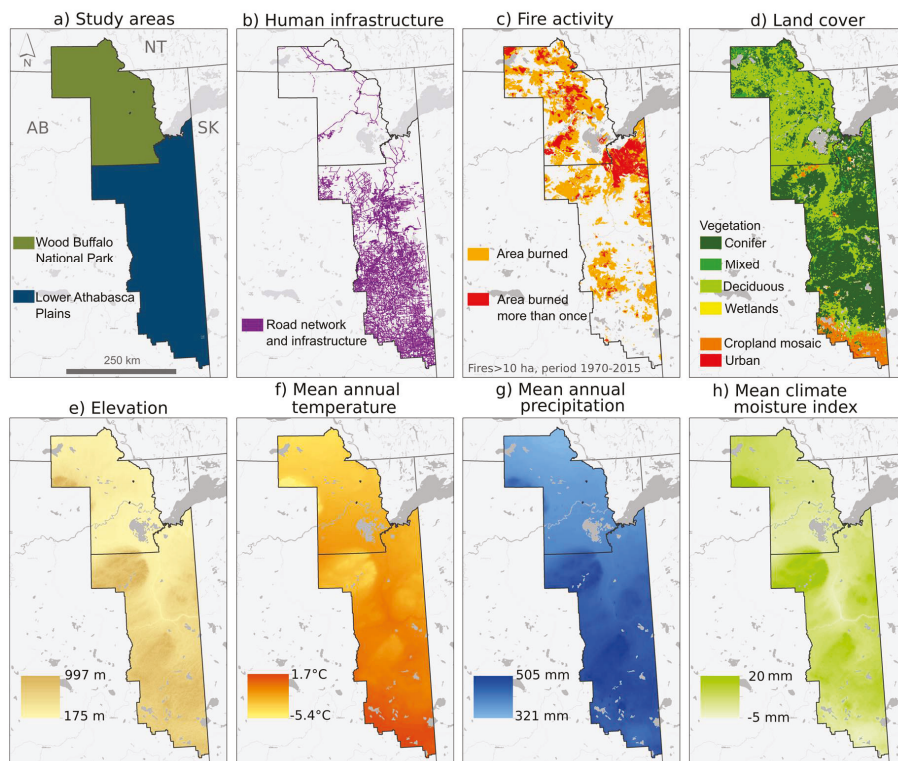 a) Study areas
b) Human infrastructure
c) Fire activity
d) Land cover
N
NT
AB
SK
Wood Buffalo
National Park
Lower Athabasca
Plains
250 km
Road network
and infrastructure
Area burned
Area burned
more than once
Fires>10 ha, period 1970-2015
Vegetation
Conifer
Mixed
Deciduous
Wetlands
Cropland mosaic
Urban
e) Elevation
f) Mean annual
temperature
g) Mean annual
precipitation
h) Mean climate
moisture index
997 m
175 m
1.7°C
-5.4°C
505 mm
321 mm
20 mm
-5 mm